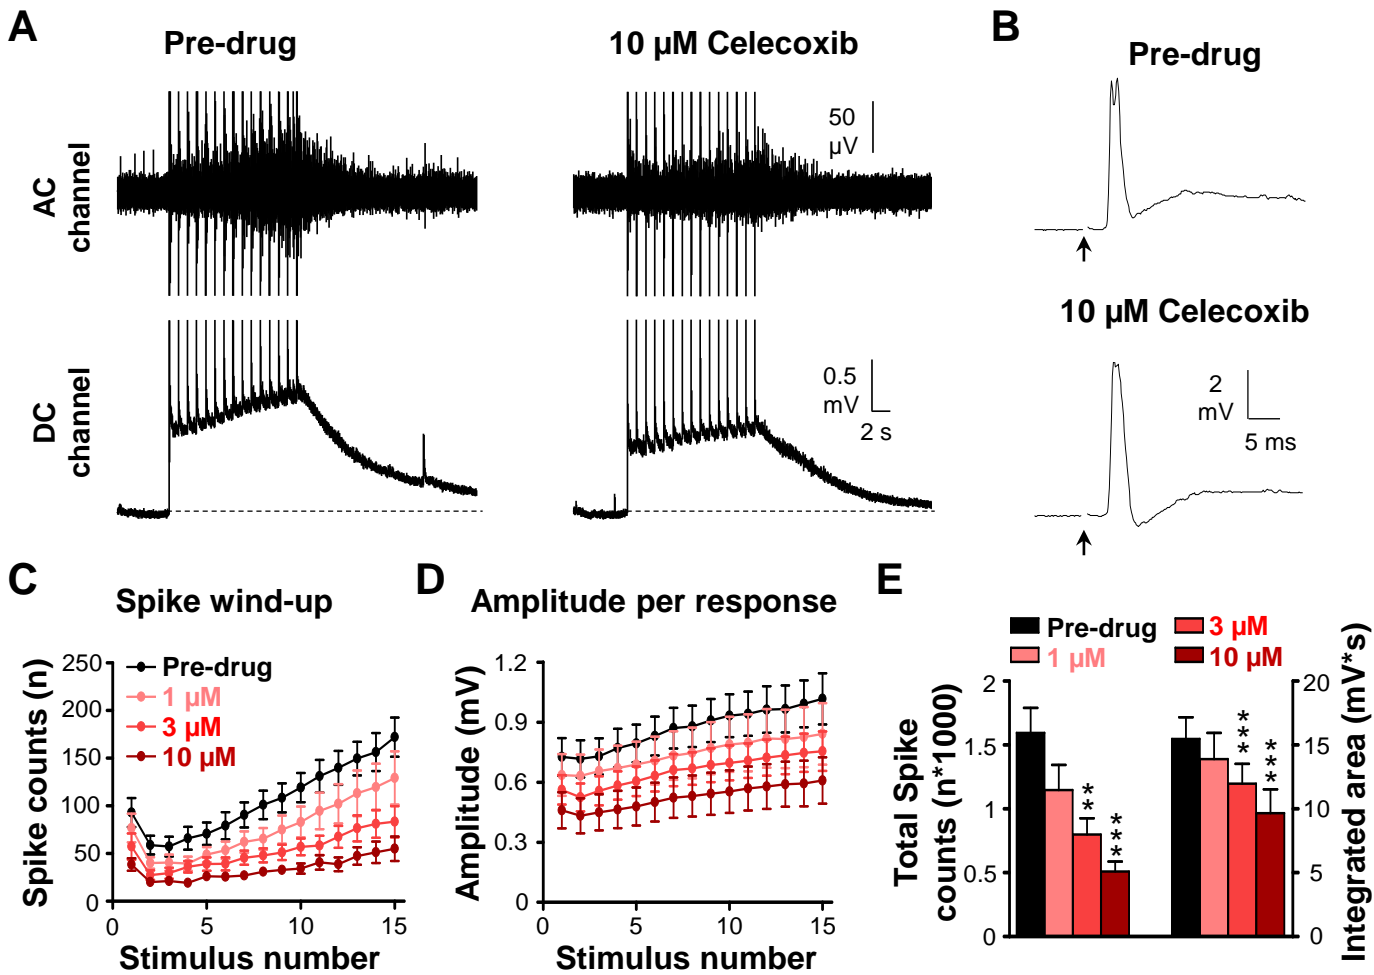 A
Pre-drug
10 µM Celecoxib
B
Pre-drug
AC
channel
50
µV
10 µM Celecoxib
DC
channel
0.5
mV
2 s
2
mV
5 ms
C
Spike wind-up
D
Amplitude per response
E
Spike counts (n)
250
200
150
100
50
0
Pre-drug
1 µM
3 µM
10 µM
0
5
10
15
Stimulus number
Amplitude (mV)
1.2
0.9
0.6
0.3
0
0
5
10
15
Stimulus number
Pre-drug
1 µM
3 µM
10 µM
Total Spike
counts (n*1000)
2
1.5
1
0.5
0
**
***
***
***
20
15
10
5
0
Integrated area (mV*s)